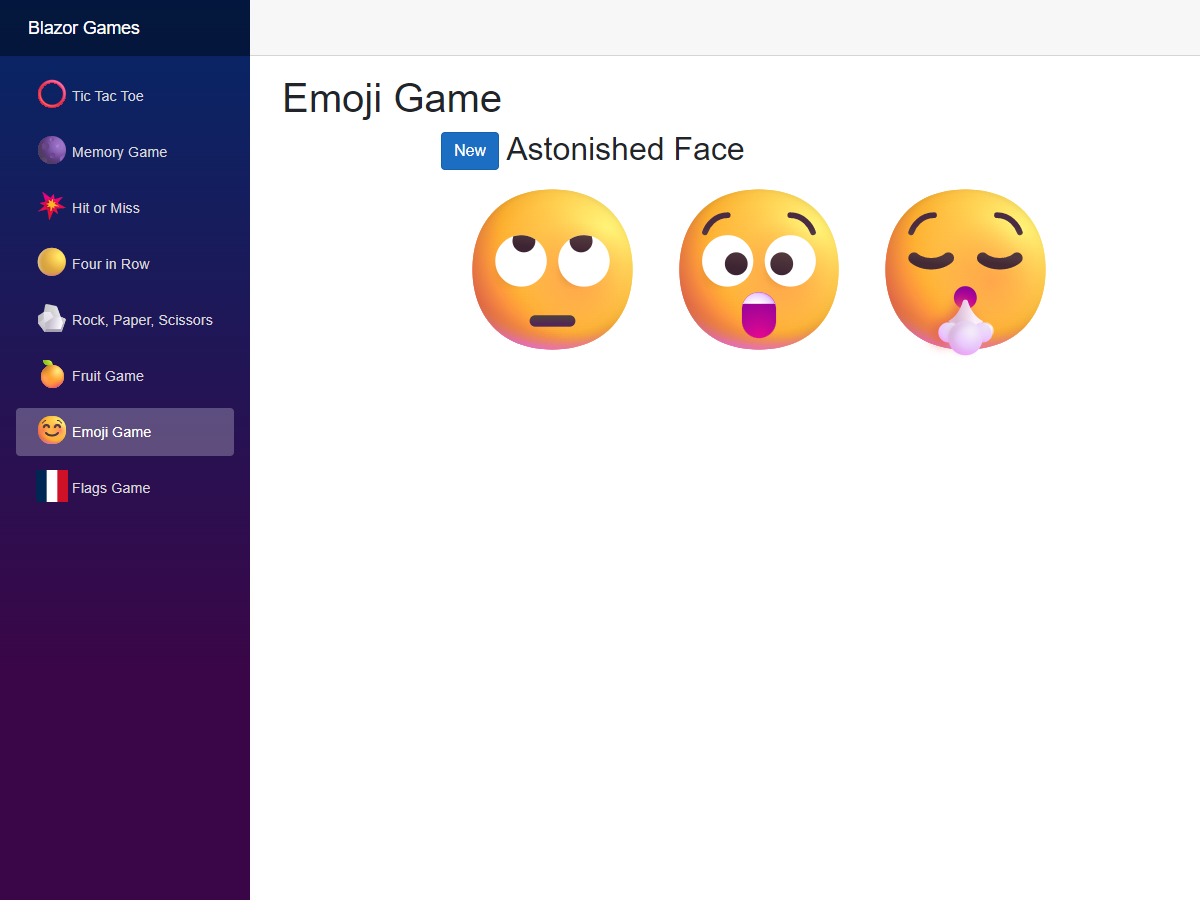 Blazor Games
Tic Tac Toe
Memory Game
Hit or Miss
Four in Row
Rock, Paper, Scissors
Fruit Game
Emoji Game
Flags Game
Emoji Game
New Astonished Face